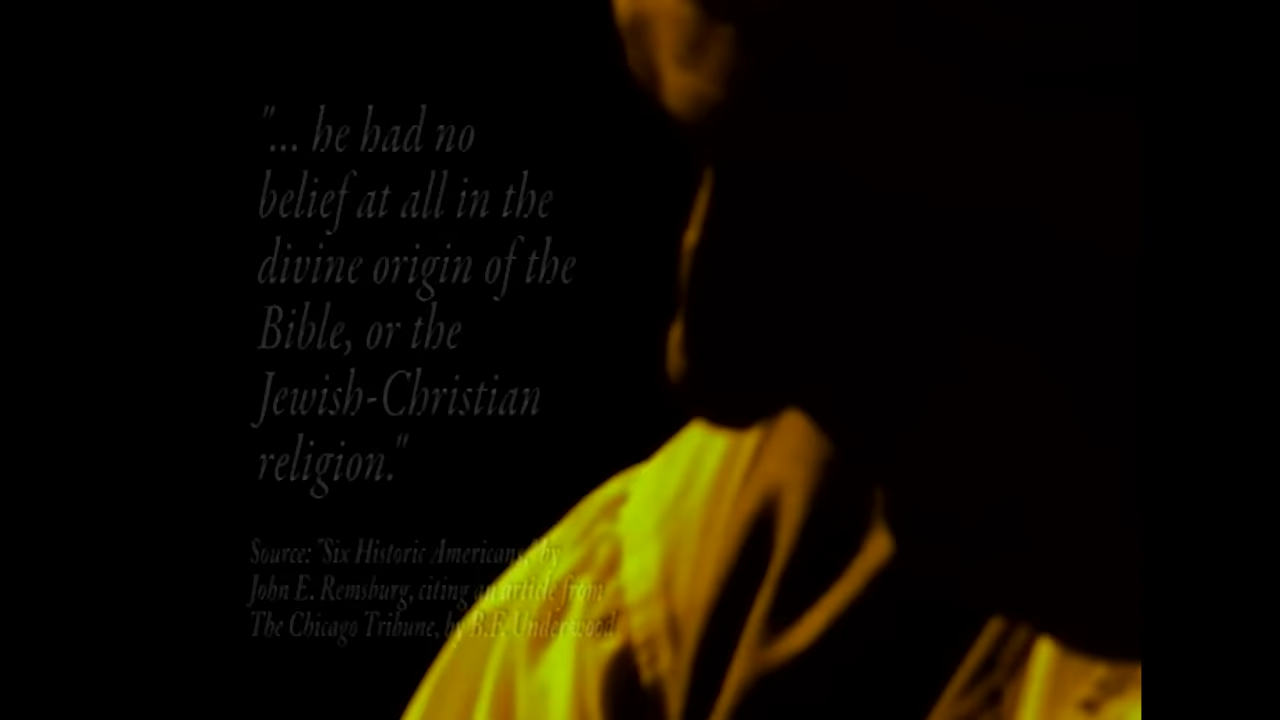 "... he had no
belief at all in the
divine origin of the
Bible, or the
Jewish-Christian
religion."
Source: "Six Historic Americans," by
John E. Remsburg, citing an article from
The Chicago Tribune, by B.F. Underwood